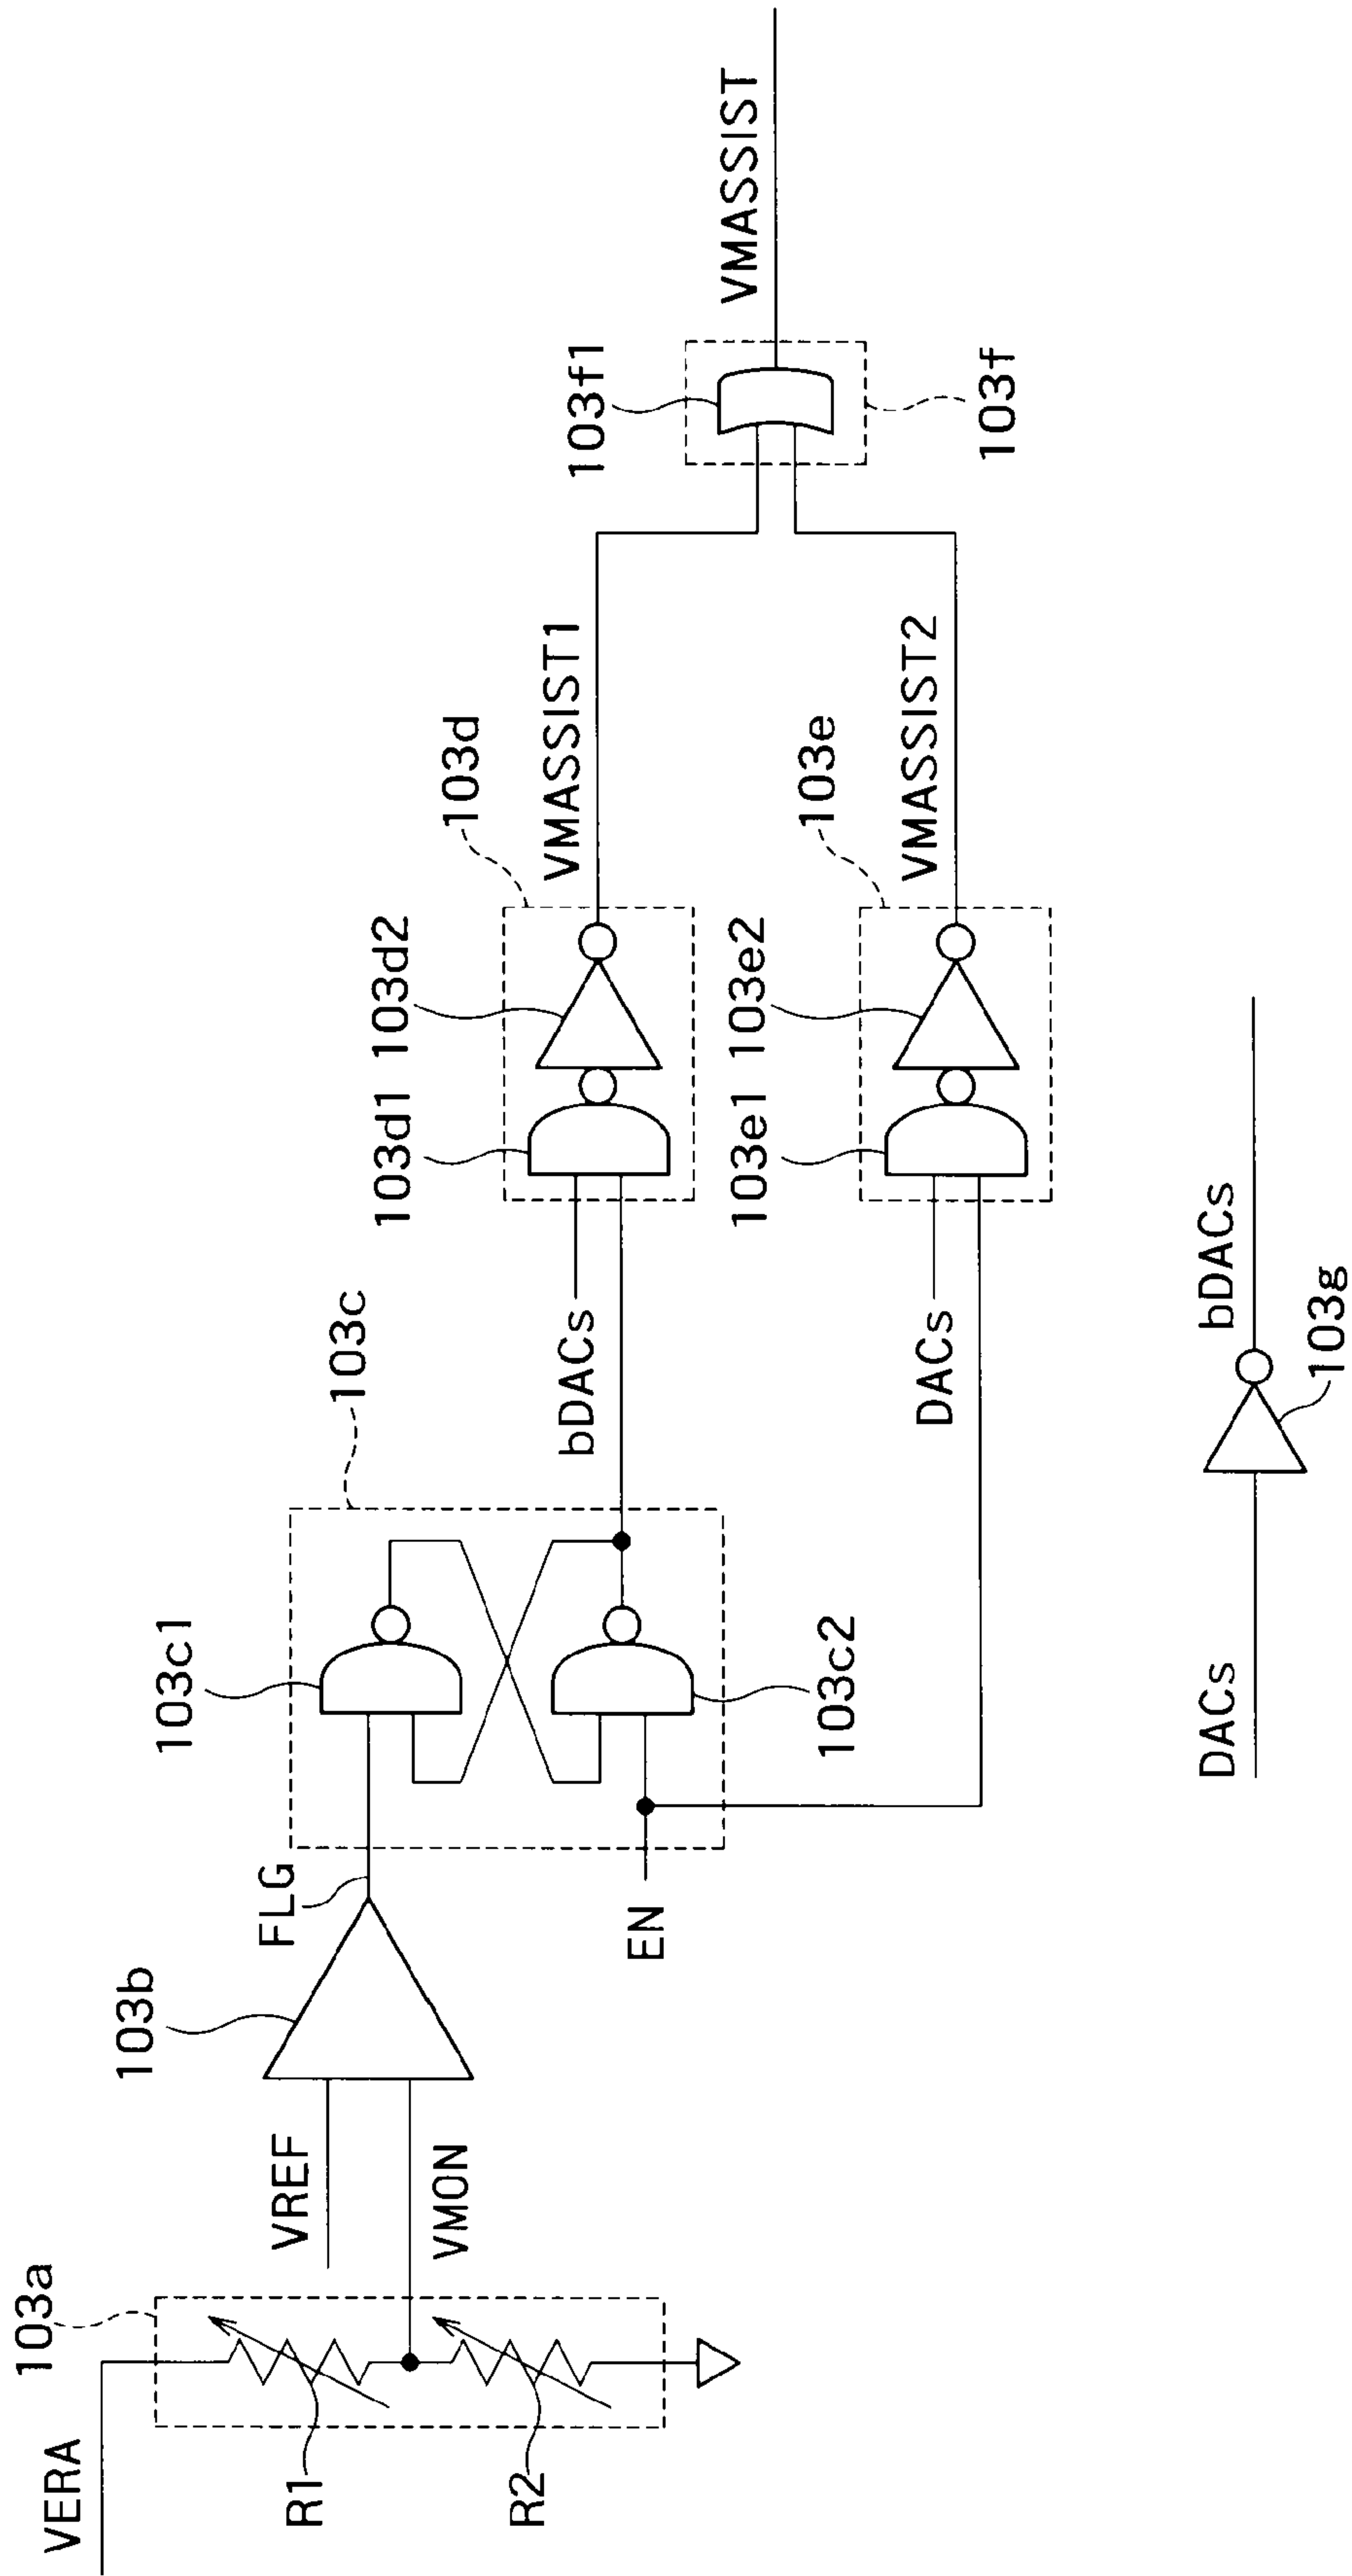 VERA
103a
R1
R2
VREF
VMON
103b
FLG
EN
103c
103c1
103c2
bDACs
DACs
103d
103d1
103d2
VMASSIST1
103e
103e1
103e2
VMASSIST2
103f1
103f
VMASSIST
DACs
bDACs
103g